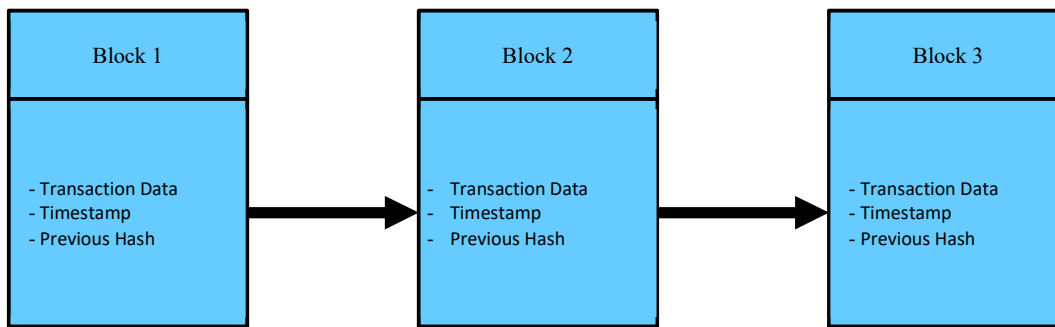 Block 1
- Transaction Data
- Timestamp
- Previous Hash
Block 2
- Transaction Data
- Timestamp
- Previous Hash
Block 3
- Transaction Data
- Timestamp
- Previous Hash